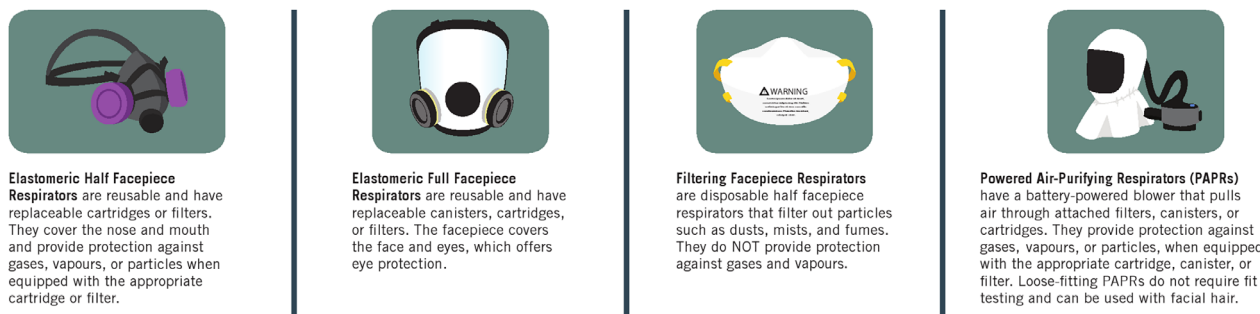 Elastomeric Half Facepiece
Respirators are reusable and have
replaceable cartridges or filters.
They cover the nose and mouth
and provide protection against
gases, vapours, or particles when
equipped with the appropriate
cartridge or filter.
Elastomeric Full Facepiece
Respirators are reusable and have
replaceable canisters, cartridges,
or filters. The facepiece covers
the face and eyes, which offers
eye protection.
WARNING
Filtering Facepiece Respirators
are disposable half facepiece
respirators that filter out particles
such as dusts, mists, and fumes.
They do NOT provide protection
against gases and vapours.
Powered Air-Purifying Respirators (PAPRs)
have a battery-powered blower that pulls
air through attached filters, canisters, or
cartridges. They provide protection against
gases, vapours, or particles, when equipped
with the appropriate cartridge, canister, or
filter. Loose-fitting PAPRs do not require fit
testing and can be used with facial hair.